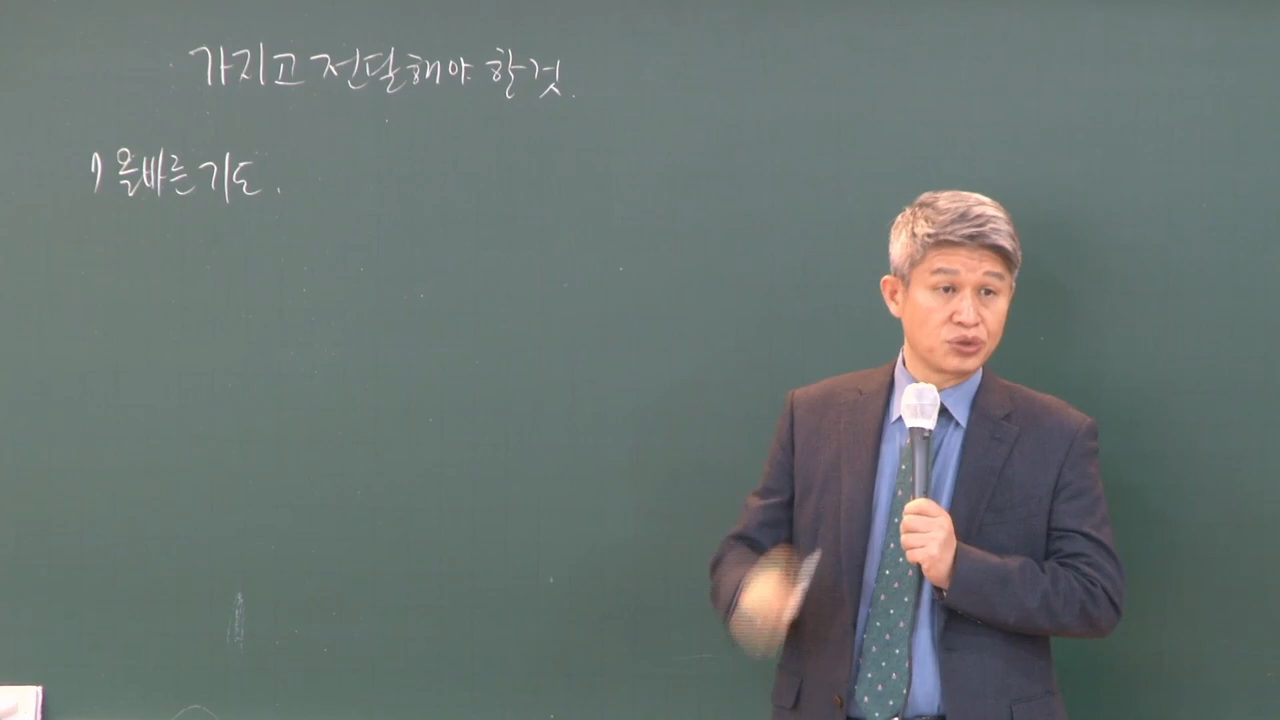 가지고 전달해야 할 것.
1) 올바른 기도.